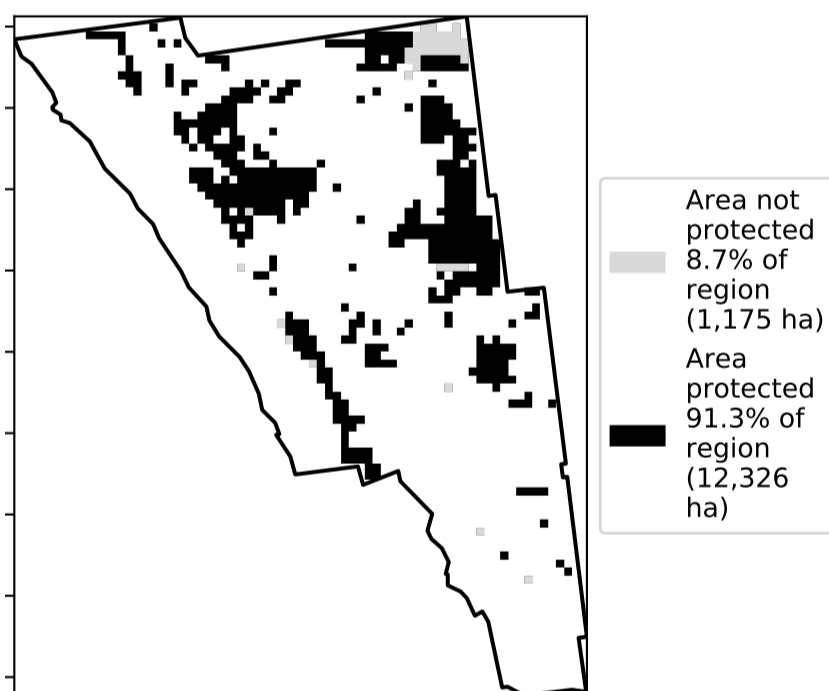 Area not
protected
8.7% of
region
(1,175 ha)
Area
protected
91.3% of
region
(12,326
ha)